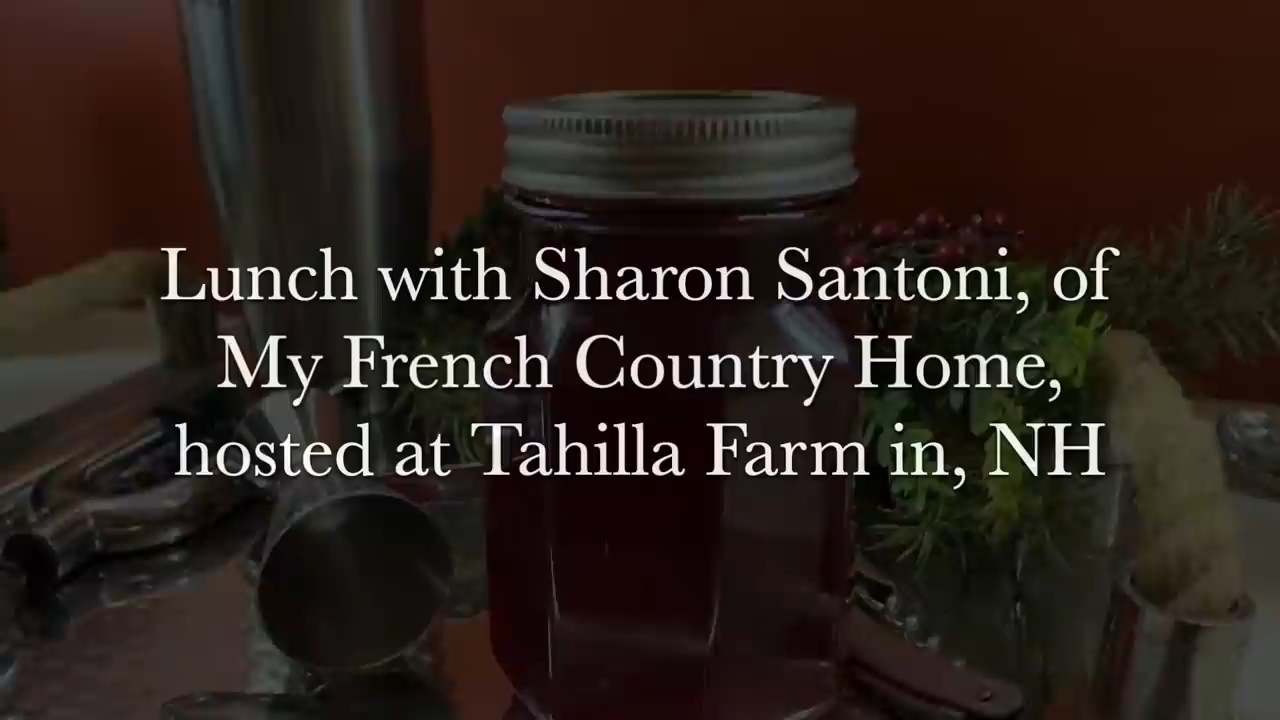 Lunch with Sharon Santoni, of
My French Country Home,
hosted at Tahilla Farm in, NH